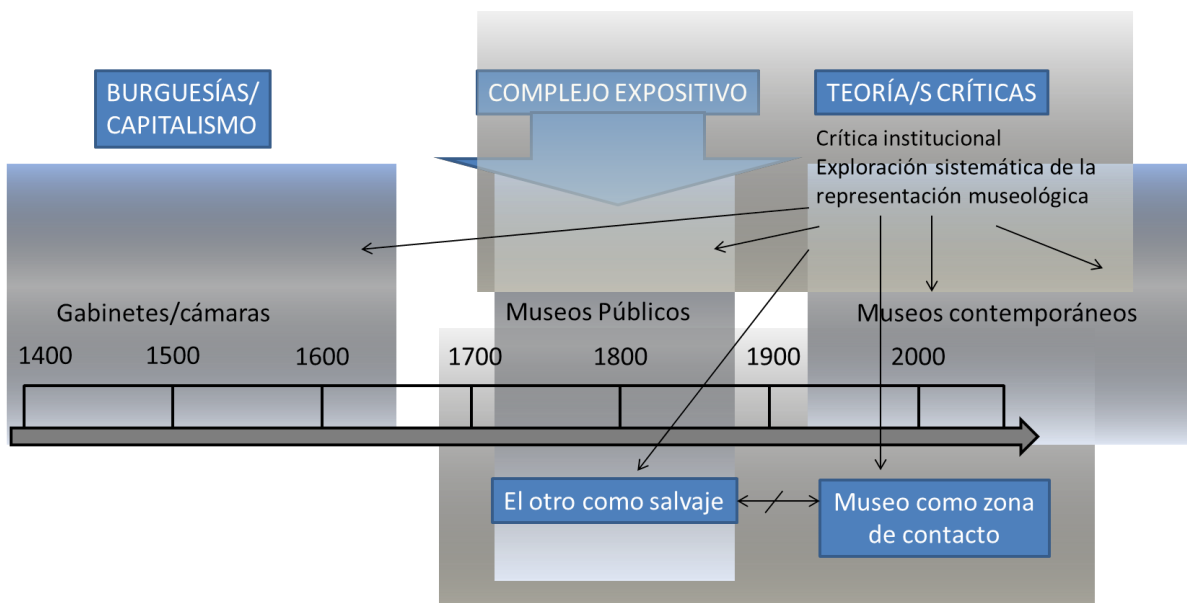 BURGUESÍAS/
CAPITALISMO
COMPLEJO EXPOSITIVO
TEORÍA/S CRÍTICAS
Crítica institucional
Exploración sistemática de la
representación museológica
Gabinetes/cámaras
Museos Públicos
Museos contemporáneos
1400 1500 1600 1700 1800 1900 2000
El otro como salvaje
Museo como zona
de contacto